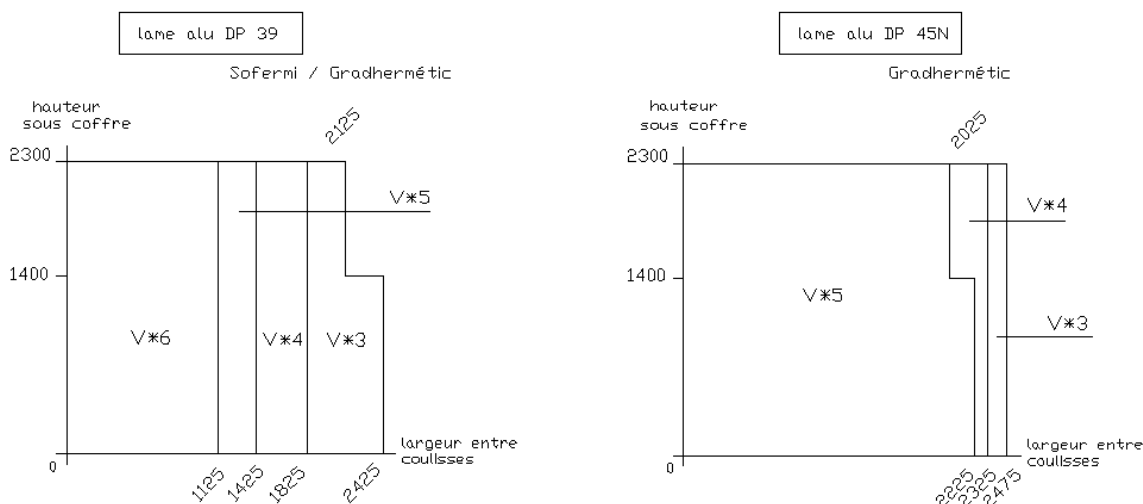 lame alu DP 39
Sofermi / Gradhermétic
hauteur
sous coffre
2125
2300
V*5
1400
V*6
V*4
V*3
largeur entre
coulisses
0
1125
1425
1825
2425
lame alu DP 45N
Gradhermétic
hauteur
sous coffre
2025
2300
V*4
1400
V*5
V*3
largeur entre
coulisses
0
2225
2325
2475